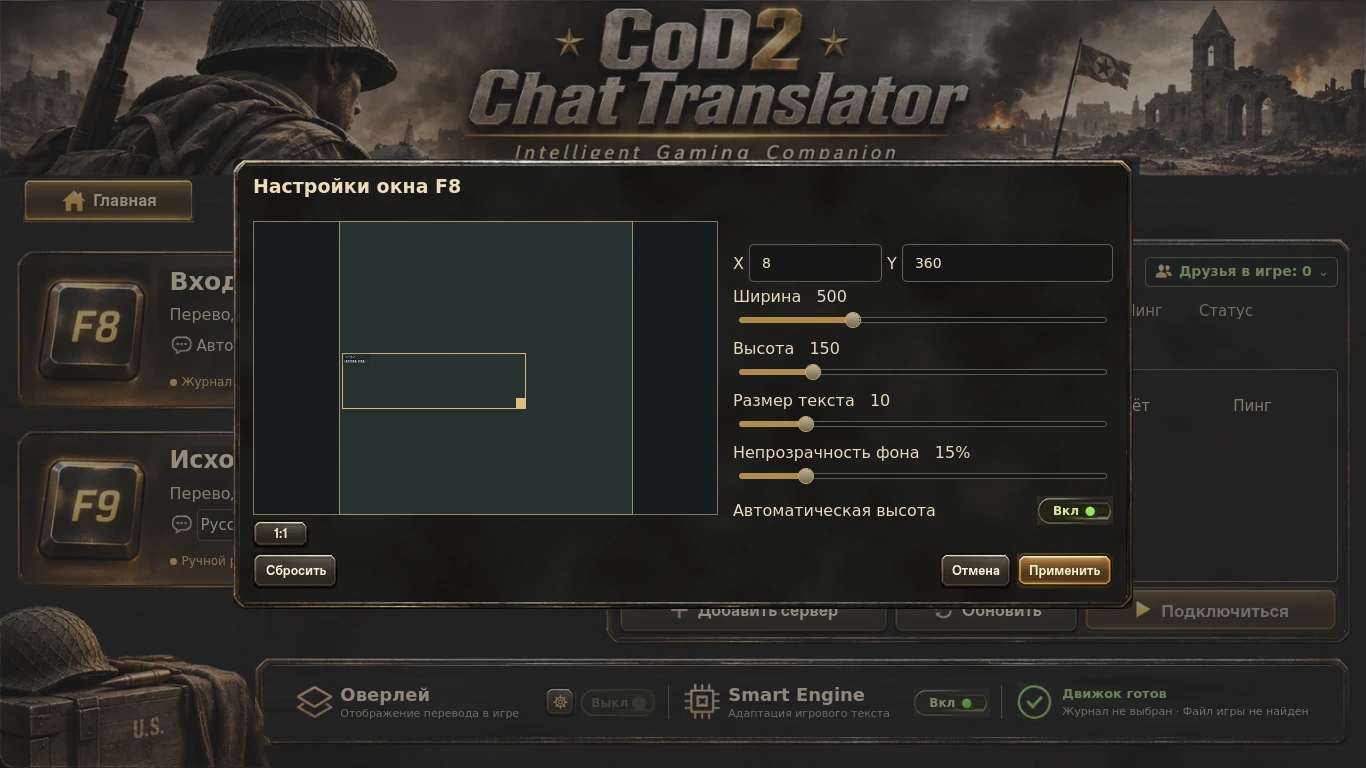 CoD2
Chat Translator
Intelligent Gaming Companion
Главная
Настройки окна F8
X 8 Y 360
Ширина 500
Высота 150
Размер текста 10
Непрозрачность фона 15%
Автоматическая высота Вкл
1:1
Сбросить
Отмена
Применить
F8
Вход
Перево
Авто
Журнал
F9
Исхо
Перево
Русс
Ручной
Друзья в игре: 0
Статус
Пинг
Добавить сервер
Обновить
Подключиться
U.S.
Оверлей
Отображение перевода в игре
Выкл
Smart Engine
Адаптация игрового текста
Вкл
Движок готов
Журнал не выбран · Файл игры не найден